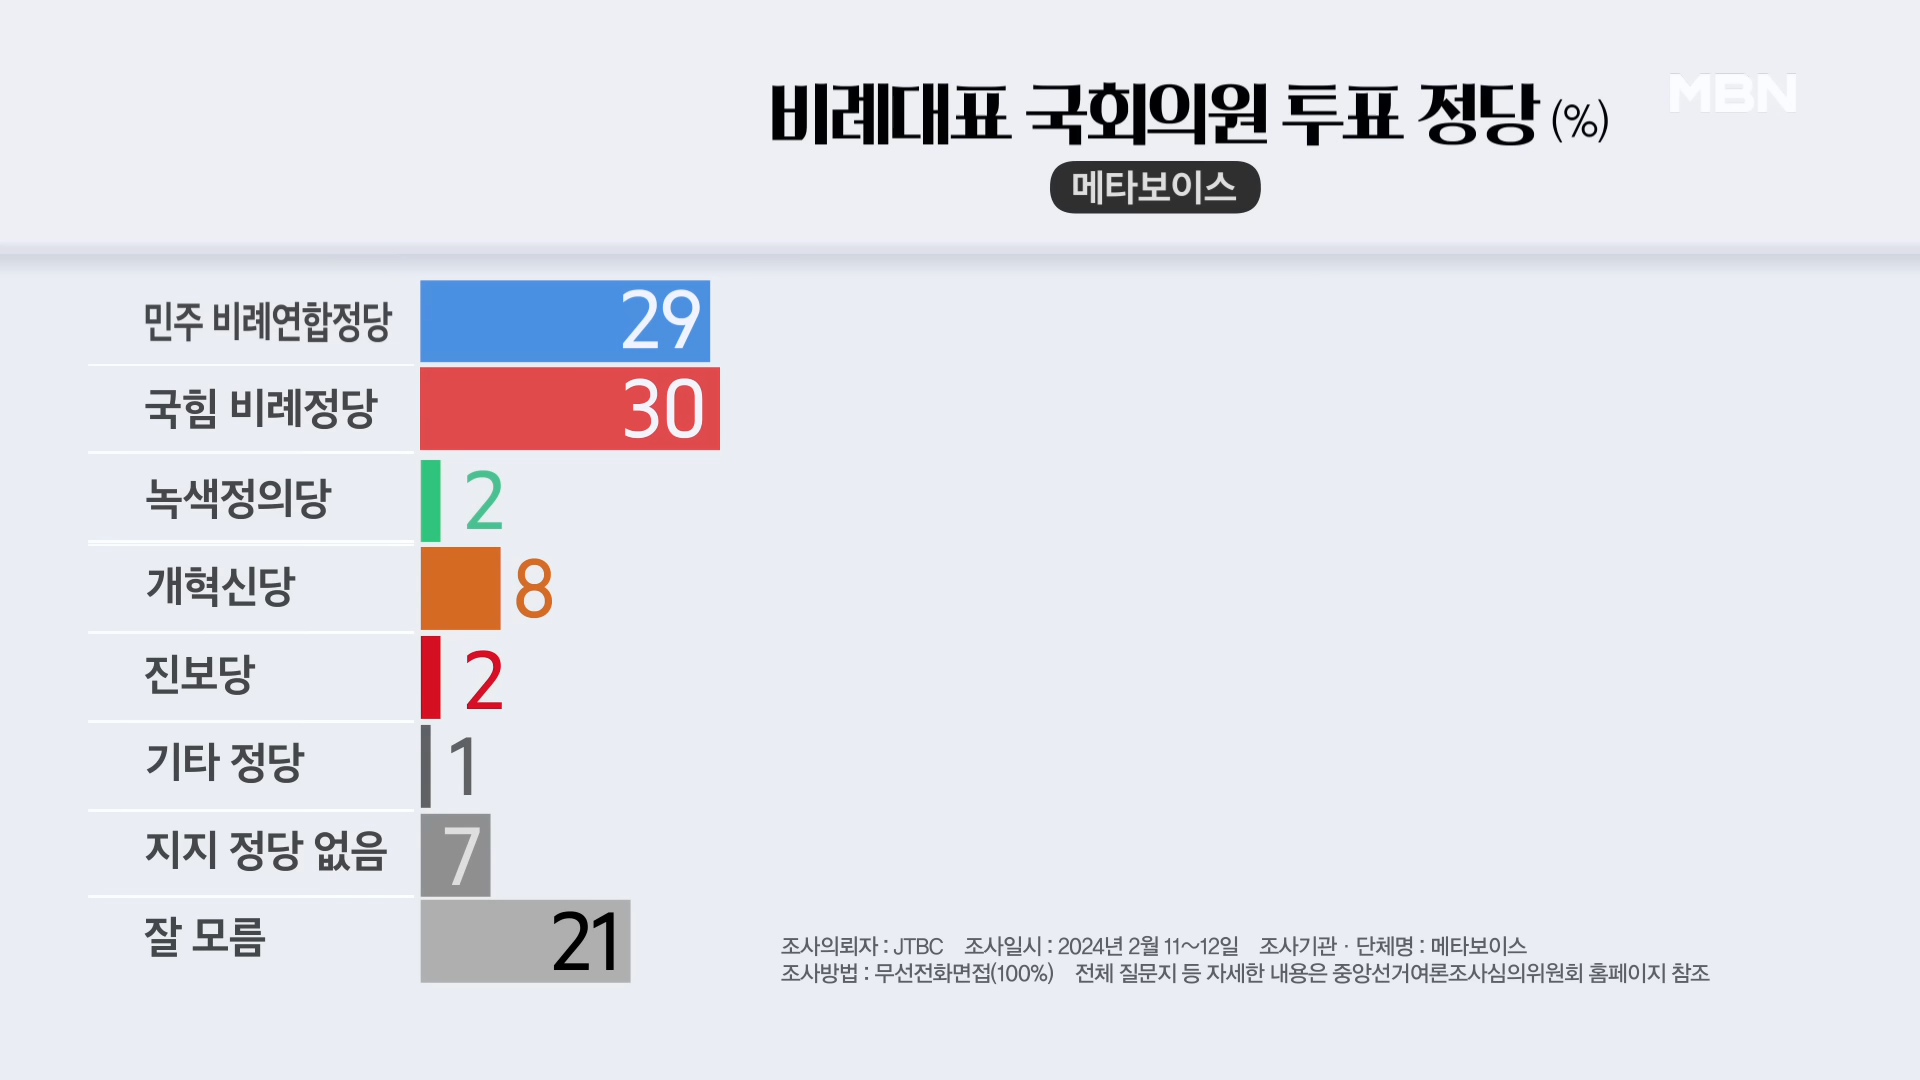 비례대표 국회의원 투표 정당 (%)
MBN
메타보이스
민주 비례연합정당 29
국힘 비례정당 30
녹색정의당 2
개혁신당 8
진보당 2
기타 정당 1
지지 정당 없음 7
잘 모름 21
조사의뢰자 : JTBC 조사일시 : 2024년 2월 11~12일 조사기관 · 단체명 : 메타보이스
조사방법 : 무선전화면접(100%) 전체 질문지 등 자세한 내용은 중앙선거여론조사심의위원회 홈페이지 참조